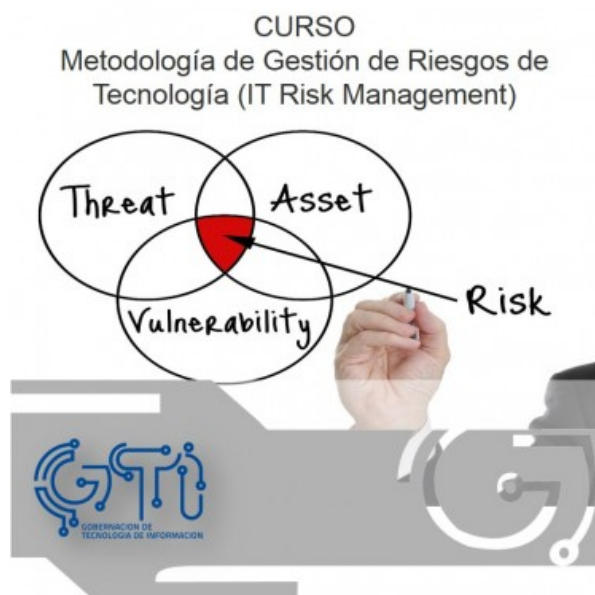 CURSO
Metodología de Gestión de Riesgos de
Tecnología (IT Risk Management)
Threat
Asset
Risk
Vulnerability
GTI
GOBERNACION DE
TECNOLOGIA DE INFORMACION